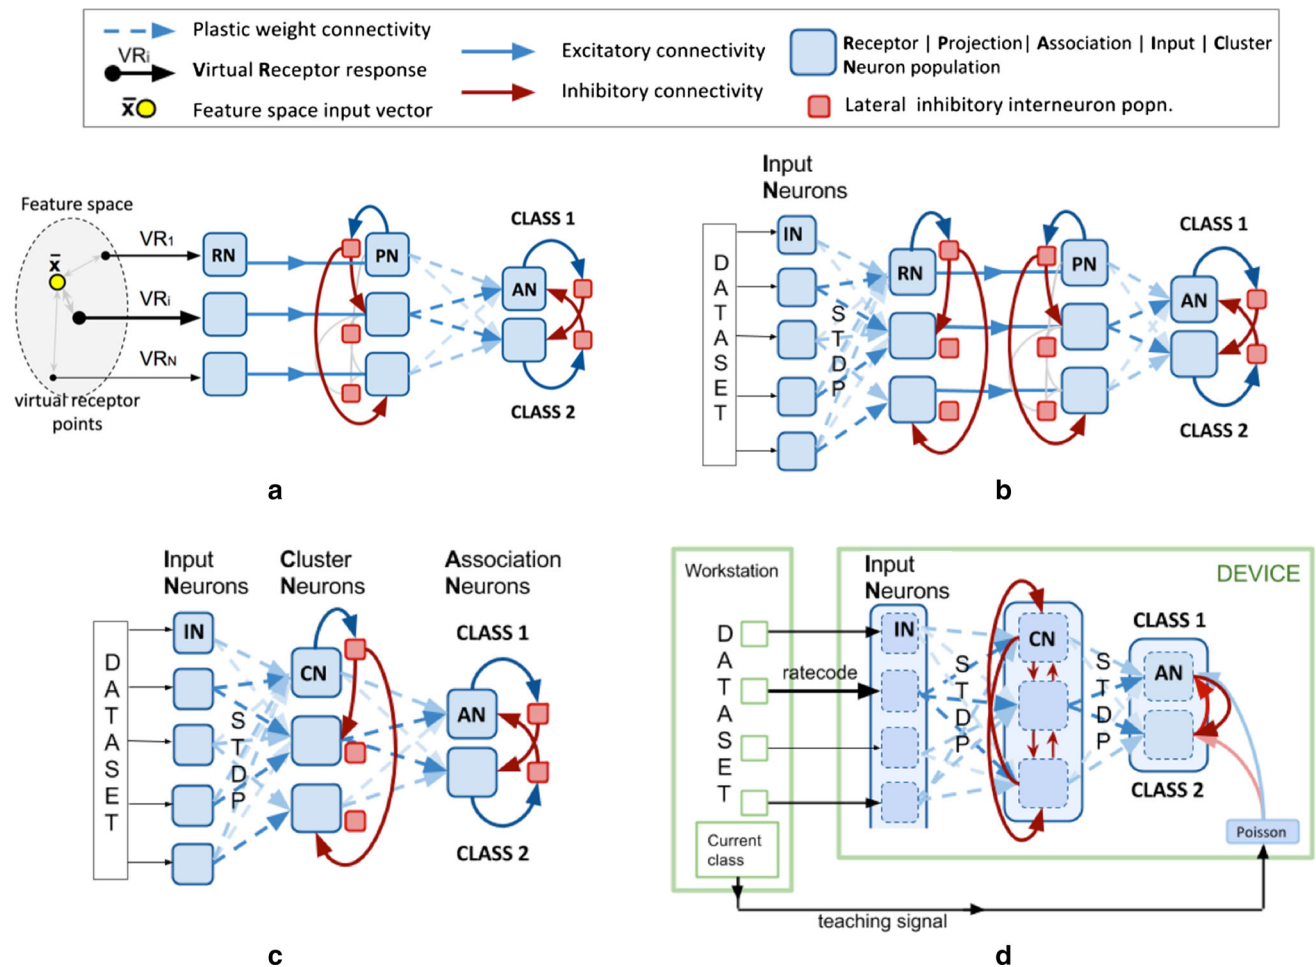 Plastic weight connectivity
VRi
Virtual Receptor response
x̄
Feature space input vector
Excitatory connectivity
Inhibitory connectivity
Receptor | Projection| Association | Input | Cluster
Neuron population
Lateral inhibitory interneuron popn.
Feature space
x̄
VR1
VRi
VRN
virtual receptor
points
RN
PN
AN
CLASS 1
CLASS 2
a
Input
Neurons
DATASET
IN
STDP
RN
PN
AN
CLASS 1
CLASS 2
b
Input
Neurons
Cluster
Neurons
Association
Neurons
DATASET
IN
STDP
CN
AN
CLASS 1
CLASS 2
c
Workstation
DATASET
ratecode
Current
class
teaching signal
Input
Neurons
DEVICE
IN
STDP
CN
STDP
CLASS 1
AN
CLASS 2
Poisson
d